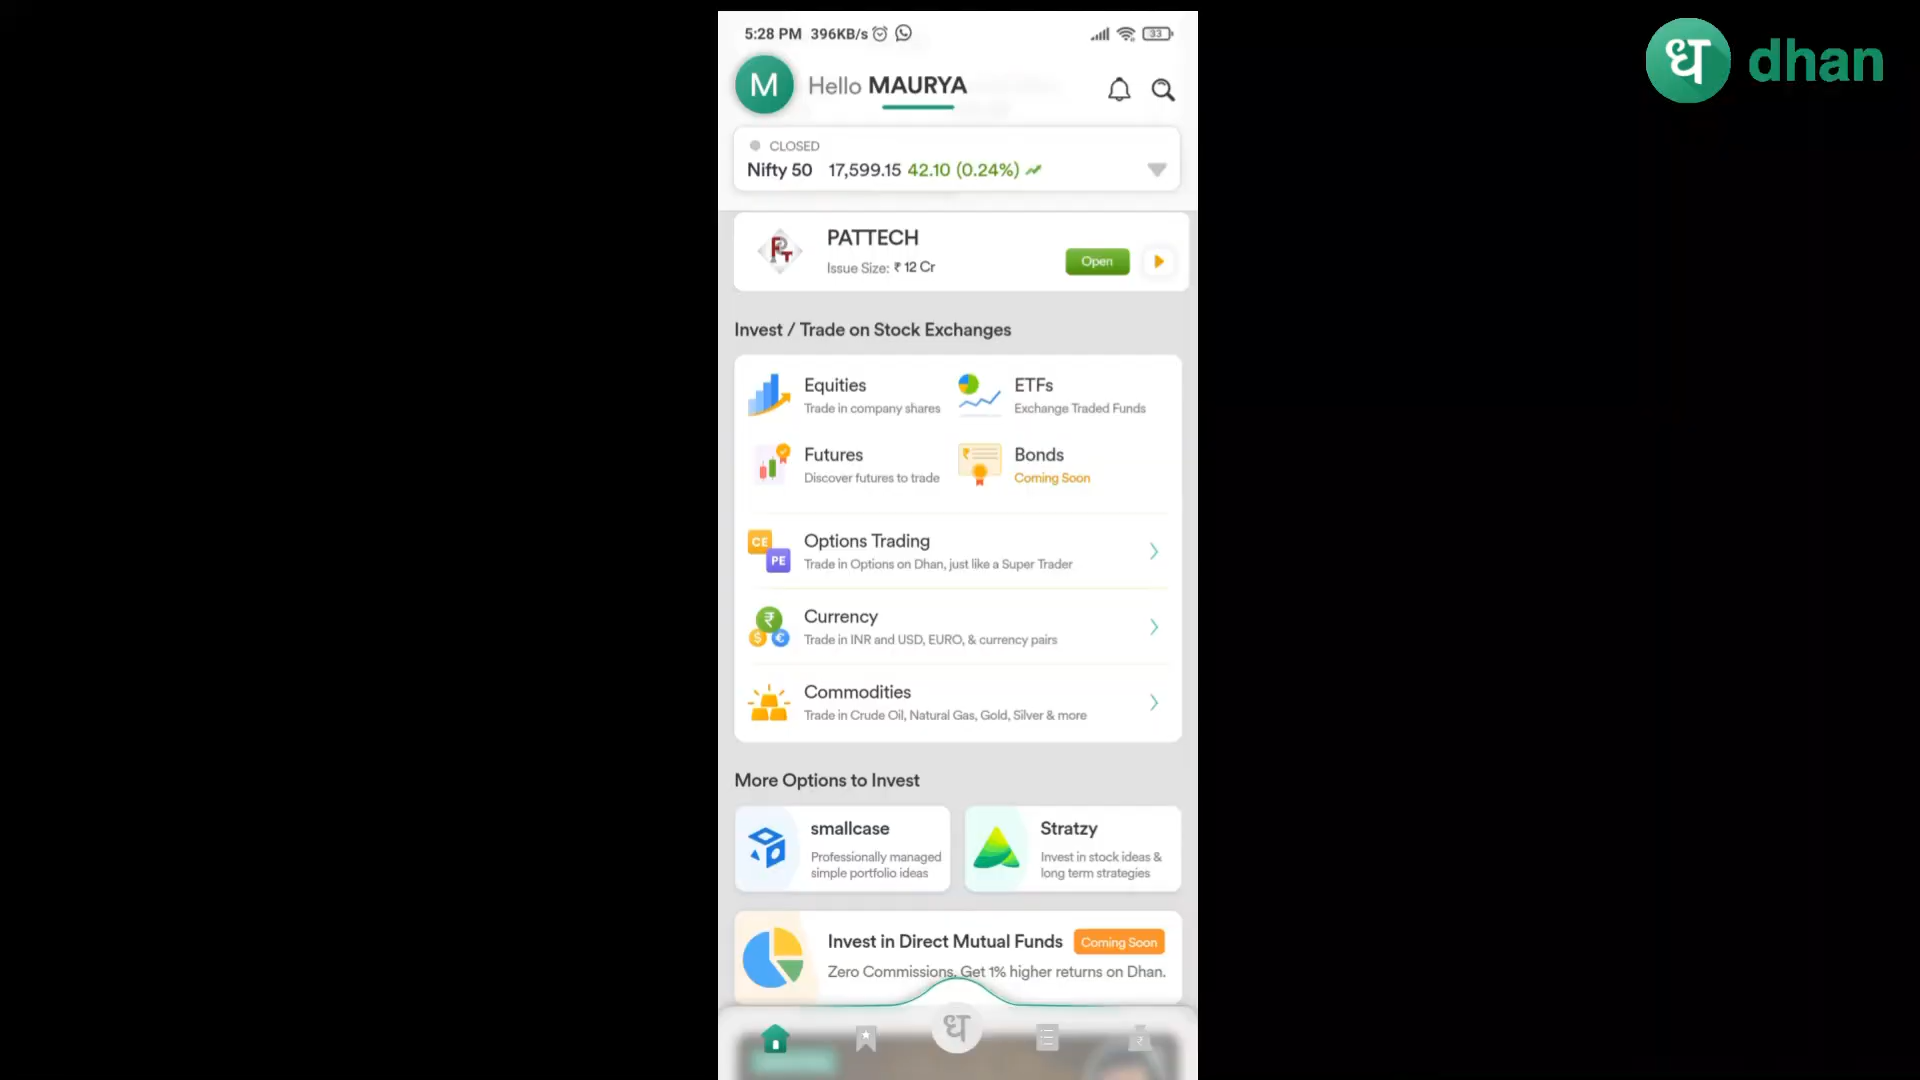 5:28 PM 396KB/s 33
ध dhan
M Hello MAURYA
CLOSED
Nifty 50 17,599.15 42.10 (0.24%)
PATTECH
Issue Size: ₹ 12 Cr
Open
Invest / Trade on Stock Exchanges
Equities
Trade in company shares
ETFs
Exchange Traded Funds
Futures
Discover futures to trade
Bonds
Coming Soon
CE
PE
Options Trading
Trade in Options on Dhan, just like a Super Trader
Currency
Trade in INR and USD, EURO, & currency pairs
Commodities
Trade in Crude Oil, Natural Gas, Gold, Silver & more
More Options to Invest
smallcase
Professionally managed
simple portfolio ideas
Stratzy
Invest in stock ideas &
long term strategies
Invest in Direct Mutual Funds Coming Soon
Zero Commissions, Get 1% higher returns on Dhan.
ध